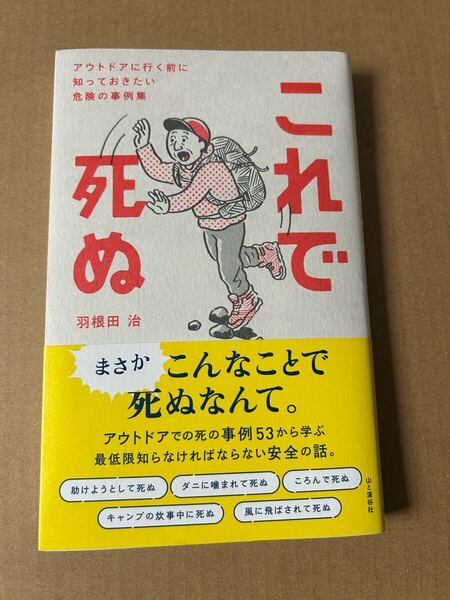 アウトドアに行く前に
知っておきたい
危険の事例集
これで
死ぬ
羽根田 治
まさか
こんなことで
死ぬなんて。
アウトドアでの死の事例53から学ぶ
最低限知らなければならない安全の話。
助けようとして死ぬ
ダニに噛まれて死ぬ
ころんで死ぬ
キャンプの炊事中に死ぬ
風に飛ばされて死ぬ
山と溪谷社